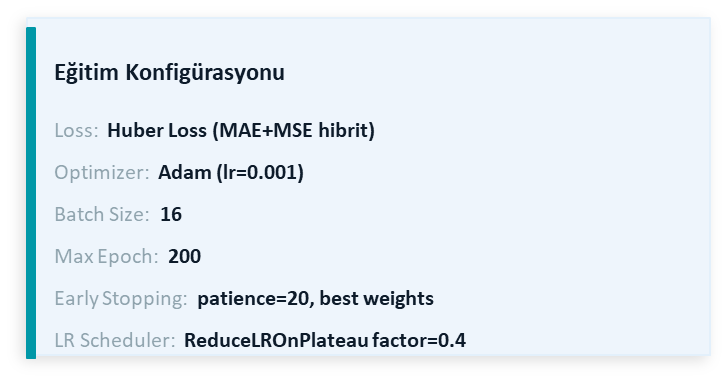 Eğitim Konfigürasyonu
Loss: Huber Loss (MAE+MSE hibrit)
Optimizer: Adam (lr=0.001)
Batch Size: 16
Max Epoch: 200
Early Stopping: patience=20, best weights
LR Scheduler: ReduceLROnPlateau factor=0.4